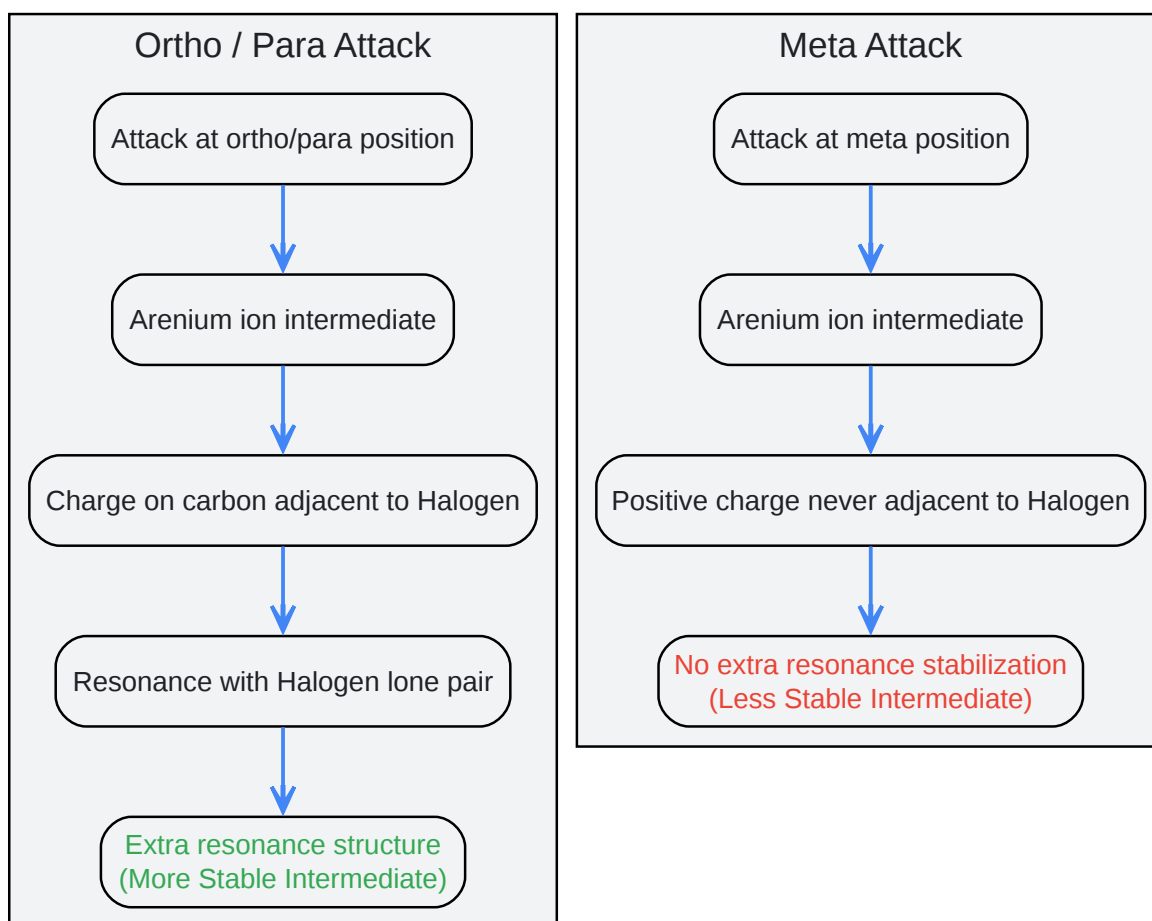 Ortho / Para Attack
Attack at ortho/para position
Arenium ion intermediate
Charge on carbon adjacent to Halogen
Resonance with Halogen lone pair
Extra resonance structure
(More Stable Intermediate)
Meta Attack
Attack at meta position
Arenium ion intermediate
Positive charge never adjacent to Halogen
No extra resonance stabilization
(Less Stable Intermediate)